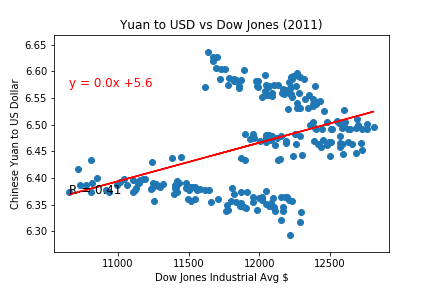 Yuan to USD vs Dow Jones (2011)
6.65
6.60
6.55
6.50
6.45
6.40
6.35
6.30
Chinese Yuan to US Dollar
y = 0.0x +5.6
R = 0.41
11000 11500 12000 12500
Dow Jones Industrial Avg $